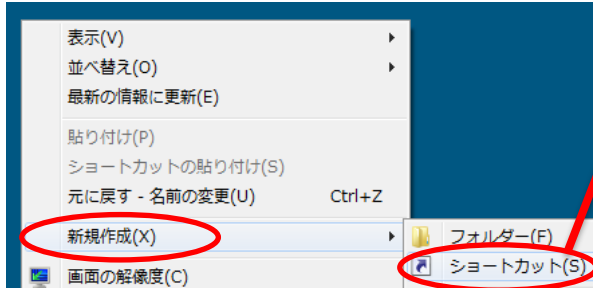 表示(V)
並べ替え(O)
最新の情報に更新(E)
貼り付け(P)
ショートカットの貼り付け(S)
元に戻す - 名前の変更(U) Ctrl+Z
新規作成(X)
フォルダー(F)
ショートカット(S)
画面の解像度(C)